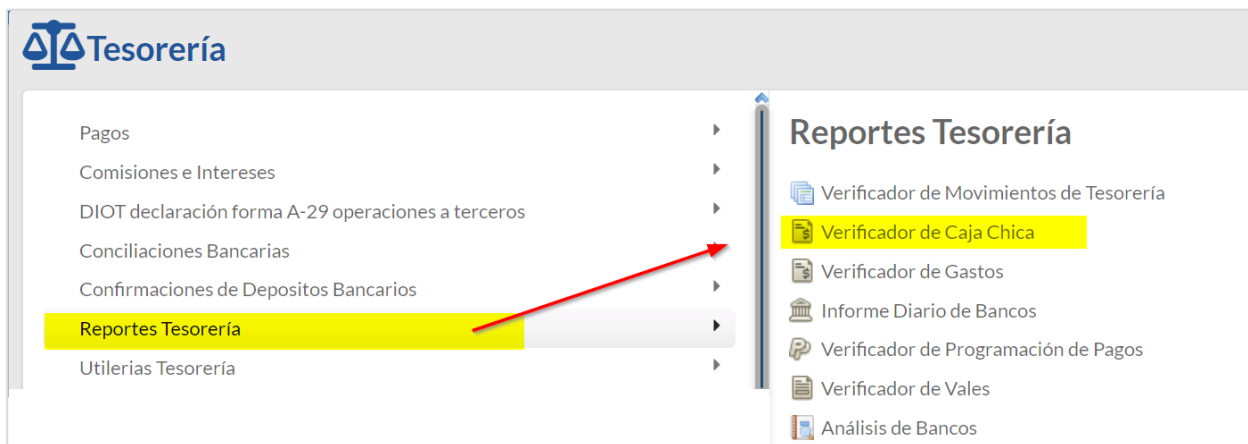 Tesorería
Pagos
Comisiones e Intereses
DIOT declaración forma A-29 operaciones a terceros
Conciliaciones Bancarias
Confirmaciones de Depositos Bancarios
Reportes Tesorería
Utilerias Tesorería
Reportes Tesorería
Verificador de Movimientos de Tesorería
Verificador de Caja Chica
Verificador de Gastos
Informe Diario de Bancos
Verificador de Programación de Pagos
Verificador de Vales
Análisis de Bancos